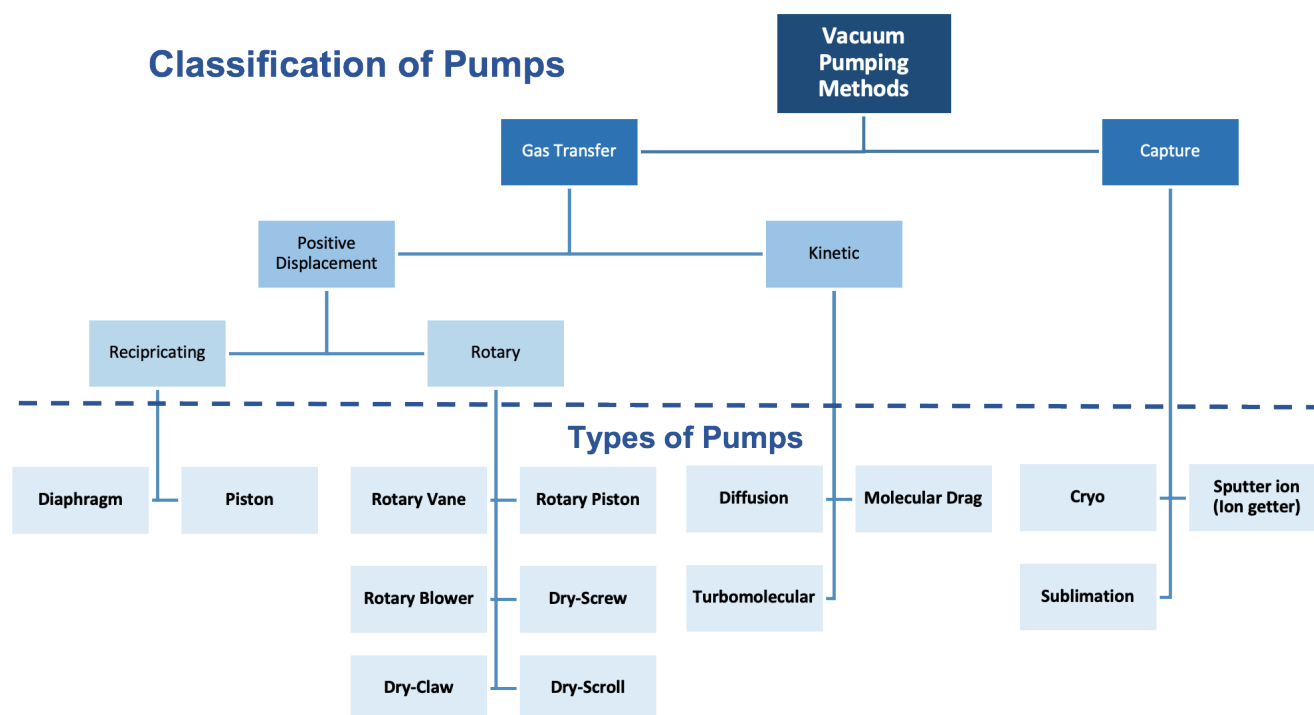 Classification of Pumps
Vacuum
Pumping
Methods
Gas Transfer
Capture
Positive
Displacement
Kinetic
Recipricating
Rotary
Types of Pumps
Diaphragm
Piston
Rotary Vane
Rotary Piston
Diffusion
Molecular Drag
Cryo
Sputter ion
(Ion getter)
Rotary Blower
Dry-Screw
Turbomolecular
Sublimation
Dry-Claw
Dry-Scroll